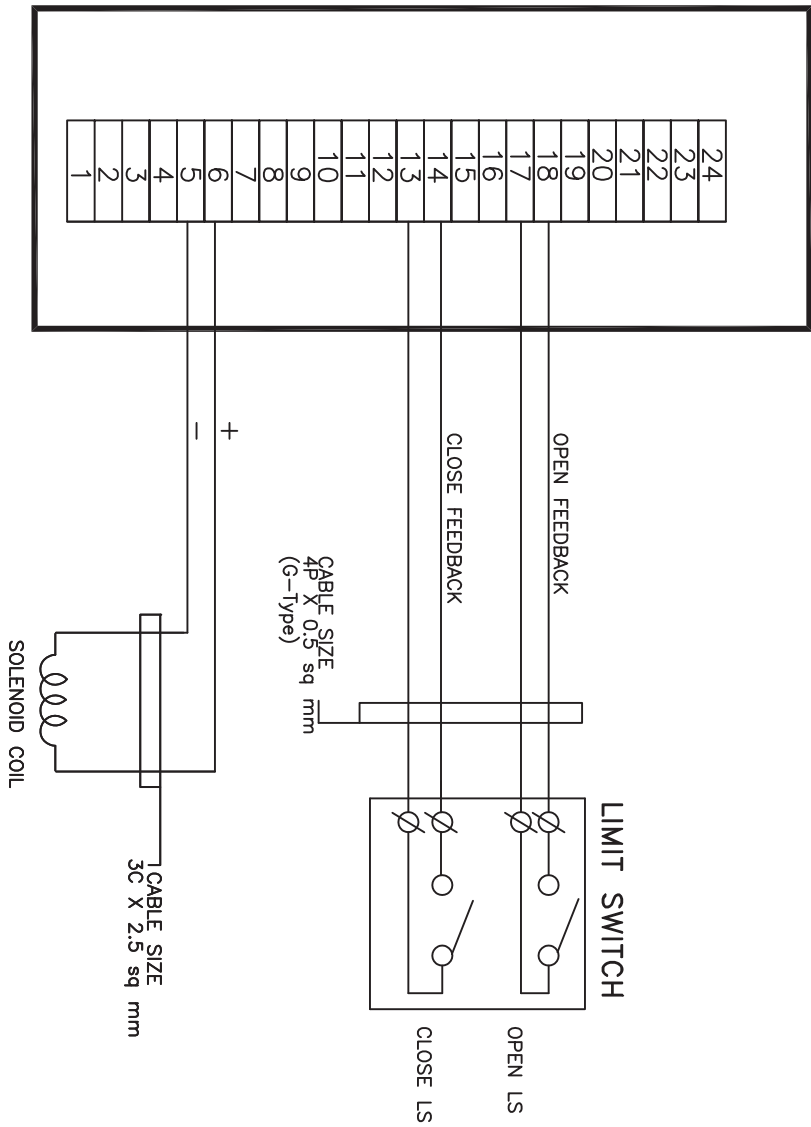 1
2
3
4
5
6
7
8
9
10
11
12
13
14
15
16
17
18
19
20
21
22
23
24
OPEN FEEDBACK
CLOSE FEEDBACK
+
−
CABLE SIZE
4P X 0.5 sq mm
(G-Type)
LIMIT SWITCH
OPEN LS
CLOSE LS
CABLE SIZE
3C X 2.5 sq mm
SOLENOID COIL